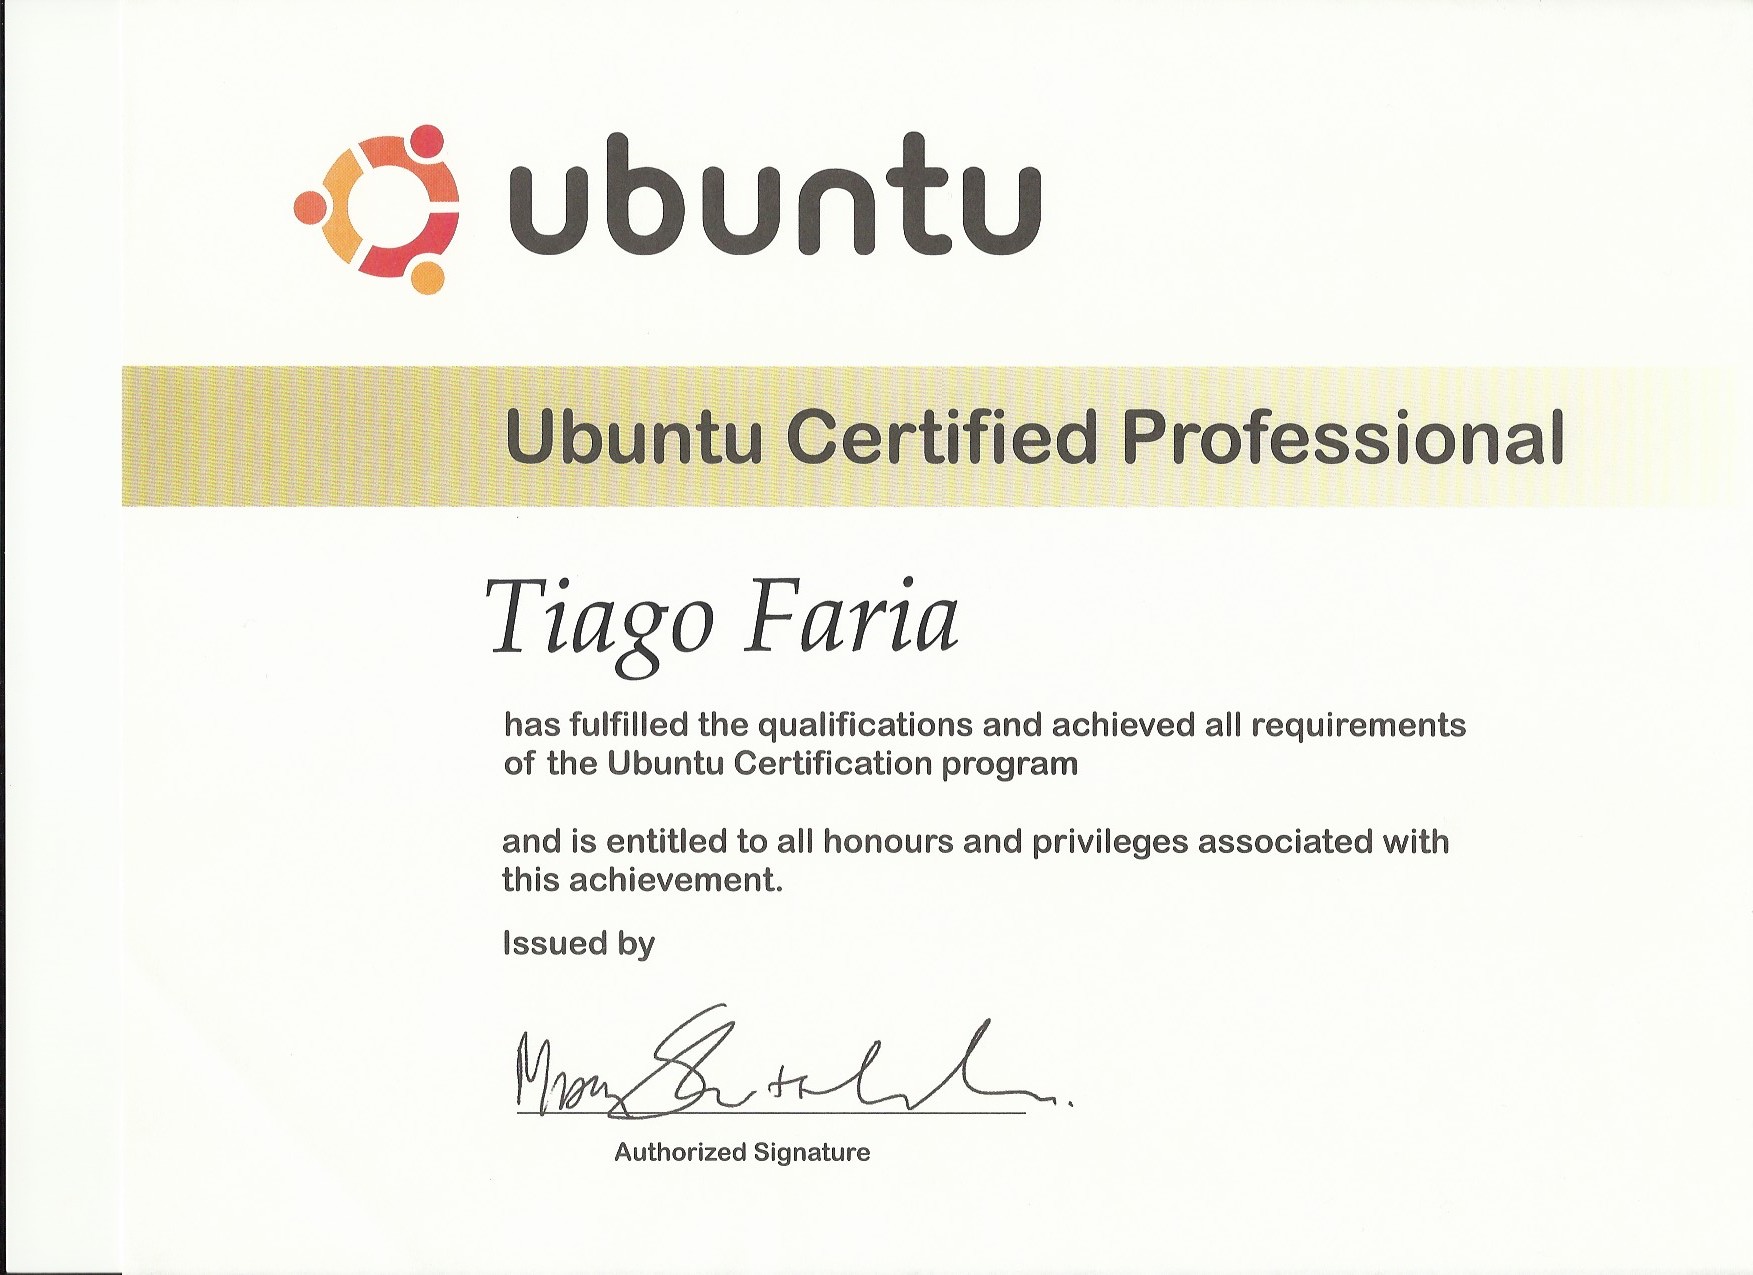 ubuntu
Ubuntu Certified Professional
Tiago Faria
has fulfilled the qualifications and achieved all requirements
of the Ubuntu Certification program
and is entitled to all honours and privileges associated with
this achievement.
Issued by
Authorized Signature